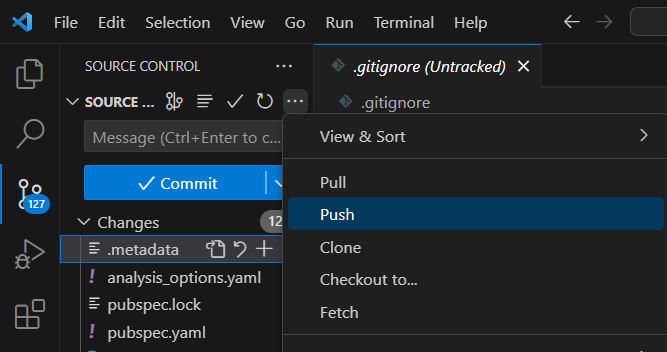 File Edit Selection View Go Run Terminal Help
SOURCE CONTROL
.gitignore (Untracked)
SOURCE ...
.gitignore
Message (Ctrl+Enter to c...
View & Sort
Commit
Pull
127
Push
Changes
12
Clone
.metadata
Checkout to...
analysis_options.yaml
pubspec.lock
Fetch
pubspec.yaml